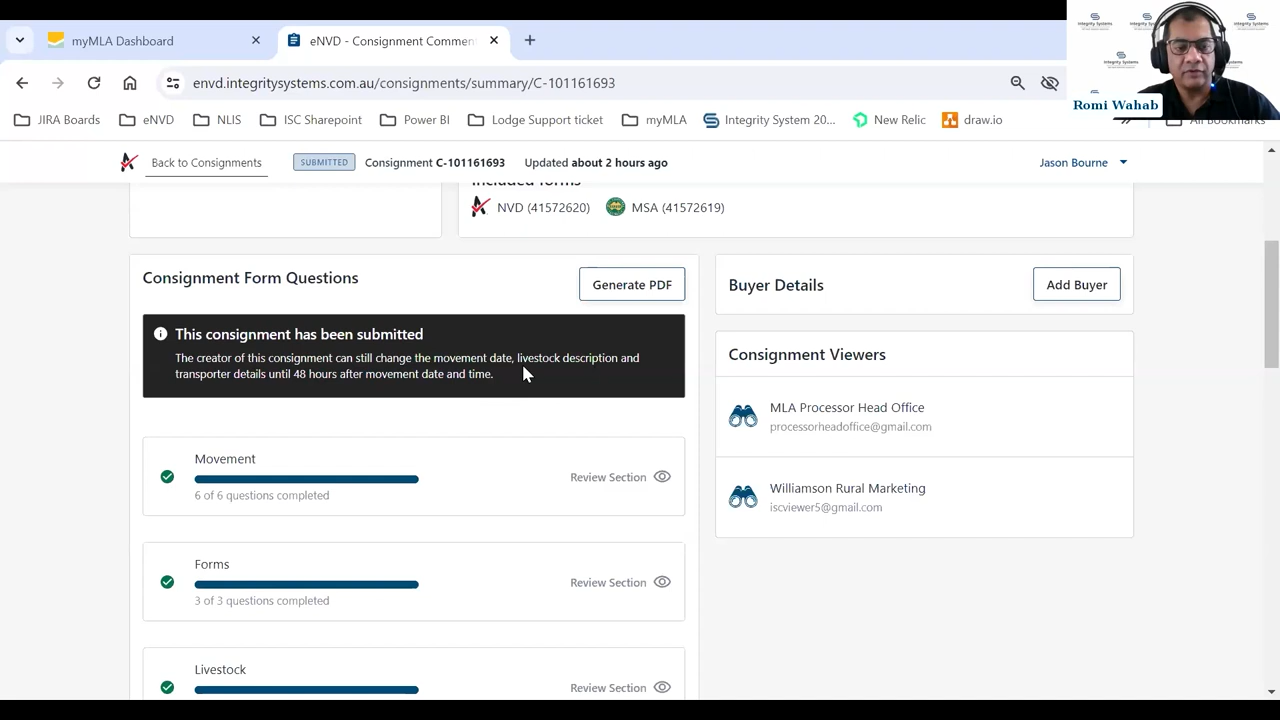 myMLA Dashboard
eNVD - Consignment Commen
envd.integritysystems.com.au/consignments/summary/C-101161693
Romi Wahab
JIRA Boards
eNVD
NLIS
ISC Sharepoint
Power BI
Lodge Support ticket
myMLA
Integrity System 20...
New Relic
draw.io
All Bookmarks
Back to Consignments
SUBMITTED
Consignment C-101161693
Updated about 2 hours ago
Jason Bourne
Included forms
NVD (41572620)
MSA (41572619)
Consignment Form Questions
Generate PDF
This consignment has been submitted
The creator of this consignment can still change the movement date, livestock description and
transporter details until 48 hours after movement date and time.
Movement
6 of 6 questions completed
Review Section
Forms
3 of 3 questions completed
Review Section
Livestock
Review Section
Buyer Details
Add Buyer
Consignment Viewers
MLA Processor Head Office
processorheadoffice@gmail.com
Williamson Rural Marketing
iscviewer5@gmail.com